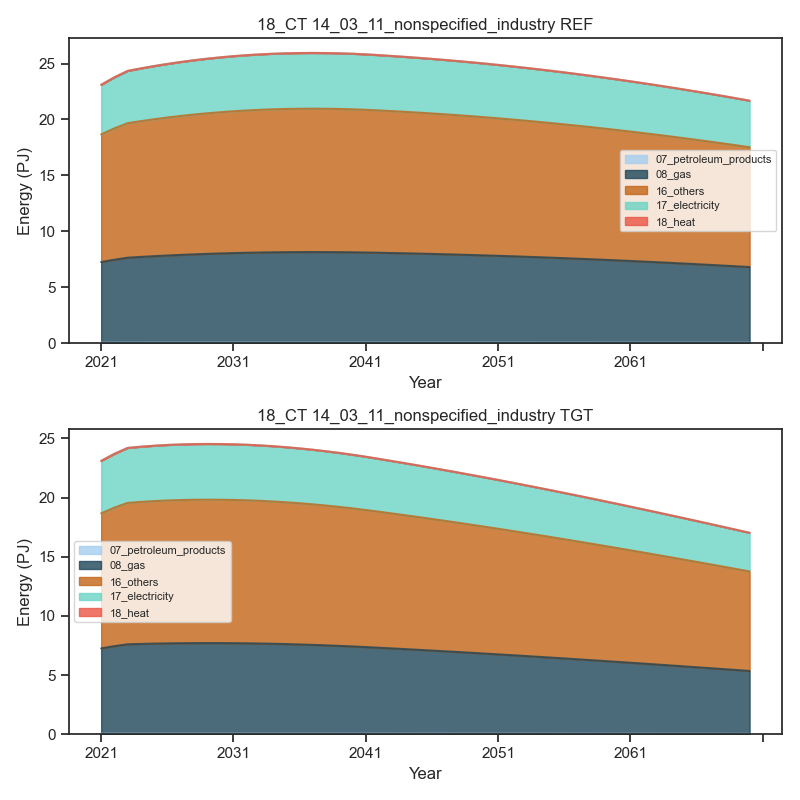 18_CT 14_03_11_nonspecified_industry REF
Energy (PJ)
25
20
15
10
5
0
07_petroleum_products
08_gas
16_others
17_electricity
18_heat
2021 2031 2041 2051 2061
Year
18_CT 14_03_11_nonspecified_industry TGT
Energy (PJ)
25
20
15
10
5
0
07_petroleum_products
08_gas
16_others
17_electricity
18_heat
2021 2031 2041 2051 2061
Year